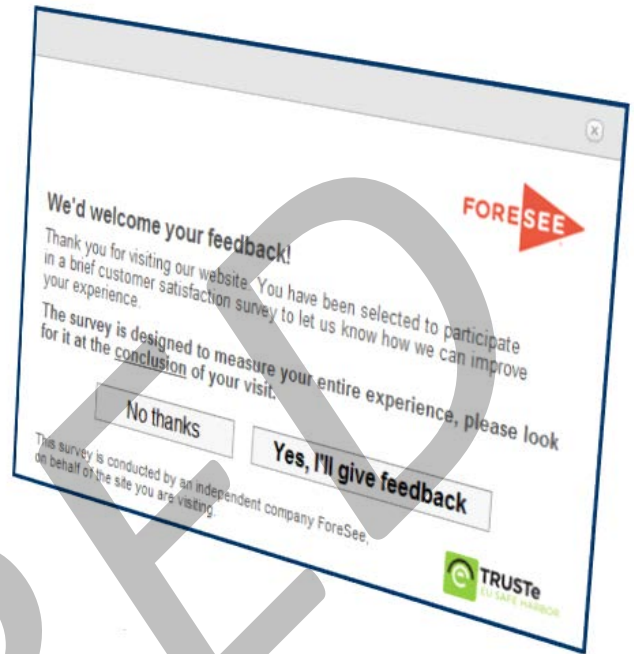 FORESEE
We'd welcome your feedback!
Thank you for visiting our website. You have been selected to participate
in a brief customer satisfaction survey to let us know how we can improve
your experience.
The survey is designed to measure your entire experience, please look
for it at the conclusion of your visit.
No thanks
Yes, I'll give feedback
This survey is conducted by an independent company ForeSee,
on behalf of the site you are visiting.
TRUSTe
EU SAFE HARBOR